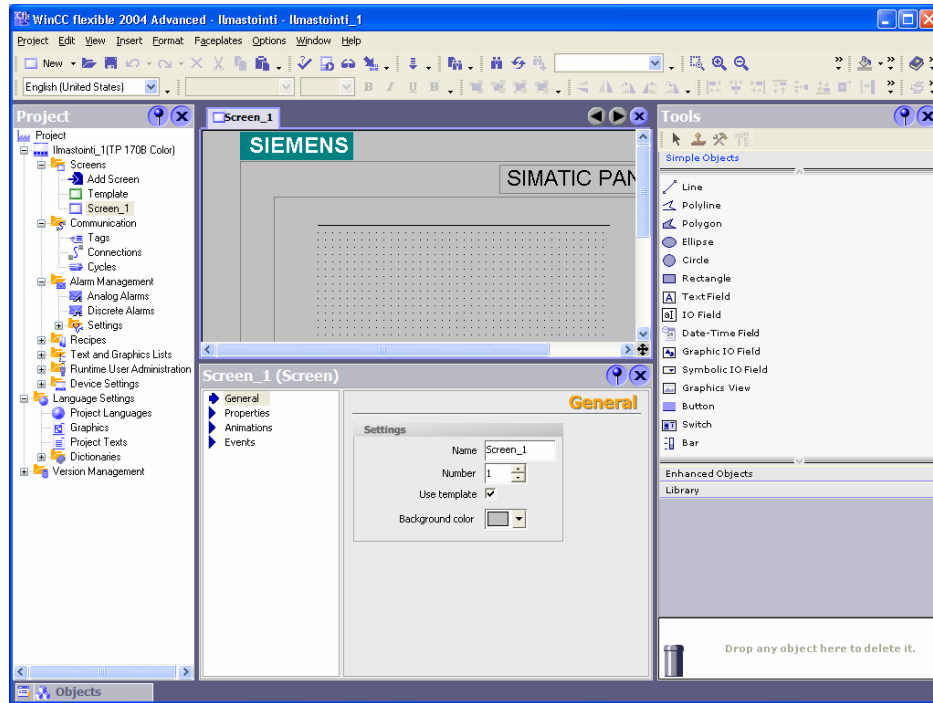 WinCC flexible 2004 Advanced - Ilmastointi - Ilmastointi_1
Project Edit View Insert Format Faceplates Options Window Help
New
English (United States)
B I U B
Project
Project
Ilmastointi_1(TP 170B Color)
Screens
Add Screen
Template
Screen_1
Communication
Tags
Connections
Cycles
Alarm Management
Analog Alarms
Discrete Alarms
Settings
Recipes
Text and Graphics Lists
Runtime User Administration
Device Settings
Language Settings
Project Languages
Graphics
Project Texts
Dictionaries
Version Management
Screen_1
SIEMENS
SIMATIC PAN
Screen_1 (Screen)
General
Properties
Animations
Events
General
Settings
Name Screen_1
Number 1
Use template
Background color
Tools
Simple Objects
Line
Polyline
Polygon
Ellipse
Circle
Rectangle
TextField
IO Field
Date-Time Field
Graphic IO Field
Symbolic IO Field
Graphics View
Button
Switch
Bar
Enhanced Objects
Library
Drop any object here to delete it.
Objects